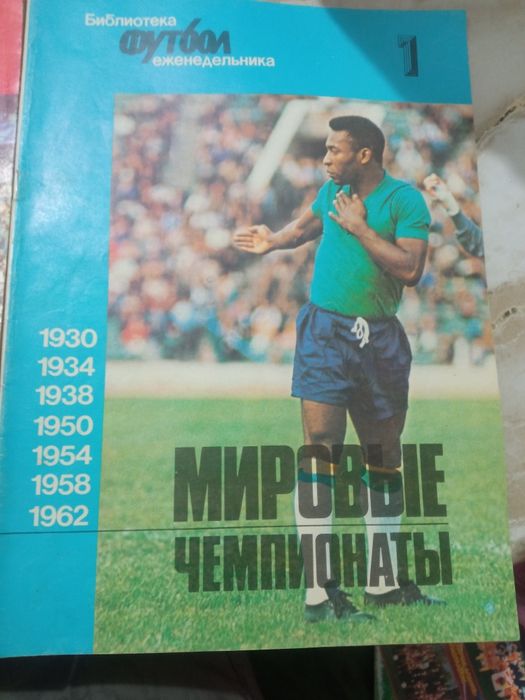 Библиотека
Футбол
еженедельника
1
1930
1934
1938
1950
1954
1958
1962
МИРОВЫЕ
ЧЕМПИОНАТЫ